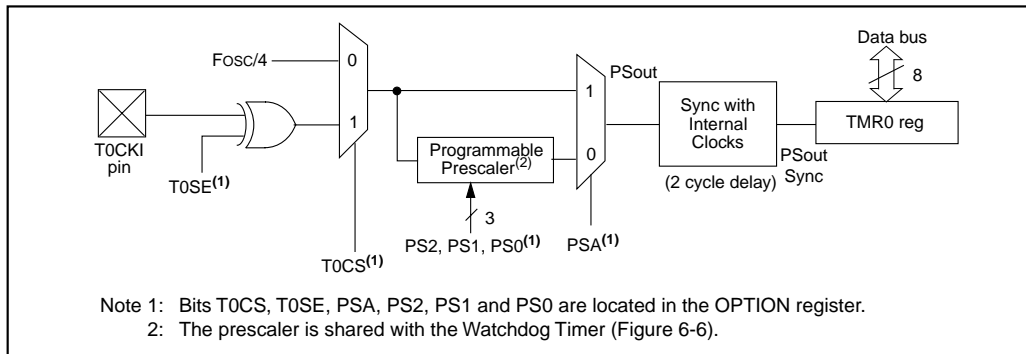 Data bus
8
FOSC/4
0
T0CKI
pin
1
T0SE(1)
T0CS(1)
Programmable
Prescaler(2)
3
PS2, PS1, PS0(1)
1
0
PSA(1)
PSout
Sync with
Internal
Clocks
(2 cycle delay)
PSout
Sync
TMR0 reg
Note 1: Bits T0CS, T0SE, PSA, PS2, PS1 and PS0 are located in the OPTION register.
2: The prescaler is shared with the Watchdog Timer (Figure 6-6).